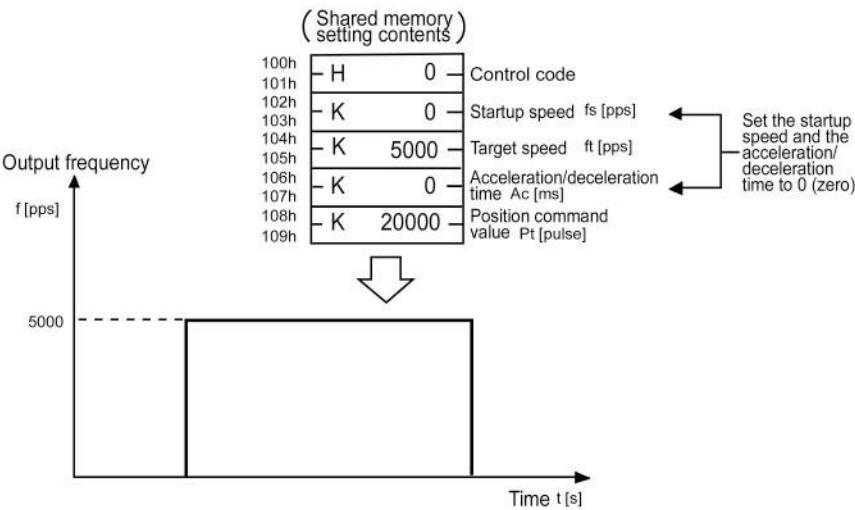 ( Shared memory
setting contents )
100h
101h
H 0
Control code
102h
103h
K 0
Startup speed fs [pps]
104h
105h
K 5000
Target speed ft [pps]
106h
107h
K 0
Acceleration/deceleration
time Ac [ms]
108h
109h
K 20000
Position command
value Pt [pulse]
Set the startup
speed and the
acceleration/
deceleration
time to 0 (zero)
Output frequency
f [pps]
5000
Time t [s]